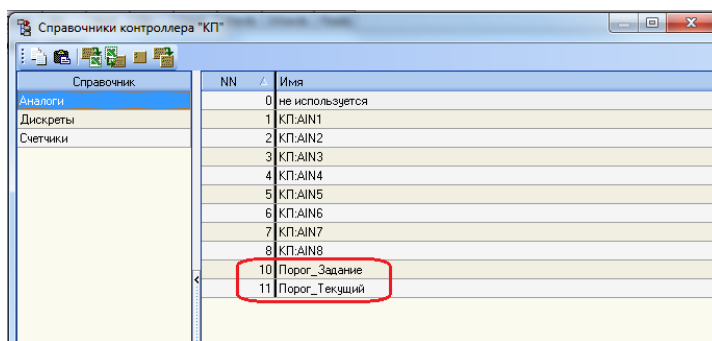 Справочники контроллера "КП"
Справочник NN Имя
Аналоги 0 не используется
Дискреты 1 КП:AIN1
Счетчики 2 КП:AIN2
3 КП:AIN3
4 КП:AIN4
5 КП:AIN5
6 КП:AIN6
7 КП:AIN7
8 КП:AIN8
10 Порог_Задание
11 Порог_Текущий